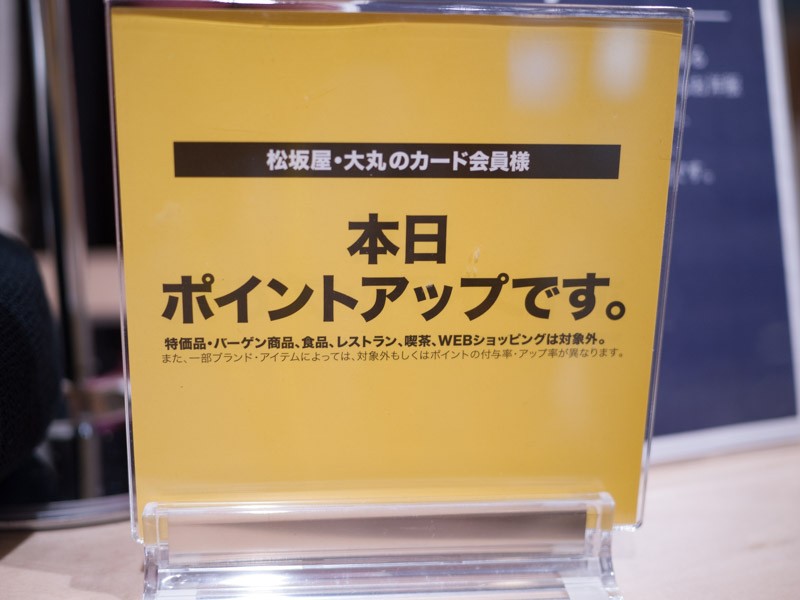 松坂屋・大丸のカード会員様
本日
ポイントアップです。
特価品・バーゲン商品、食品、レストラン、喫茶、WEBショッピングは対象外。
また、一部ブランド・アイテムによっては、対象外もしくはポイントの付与率・アップ率が異なります。